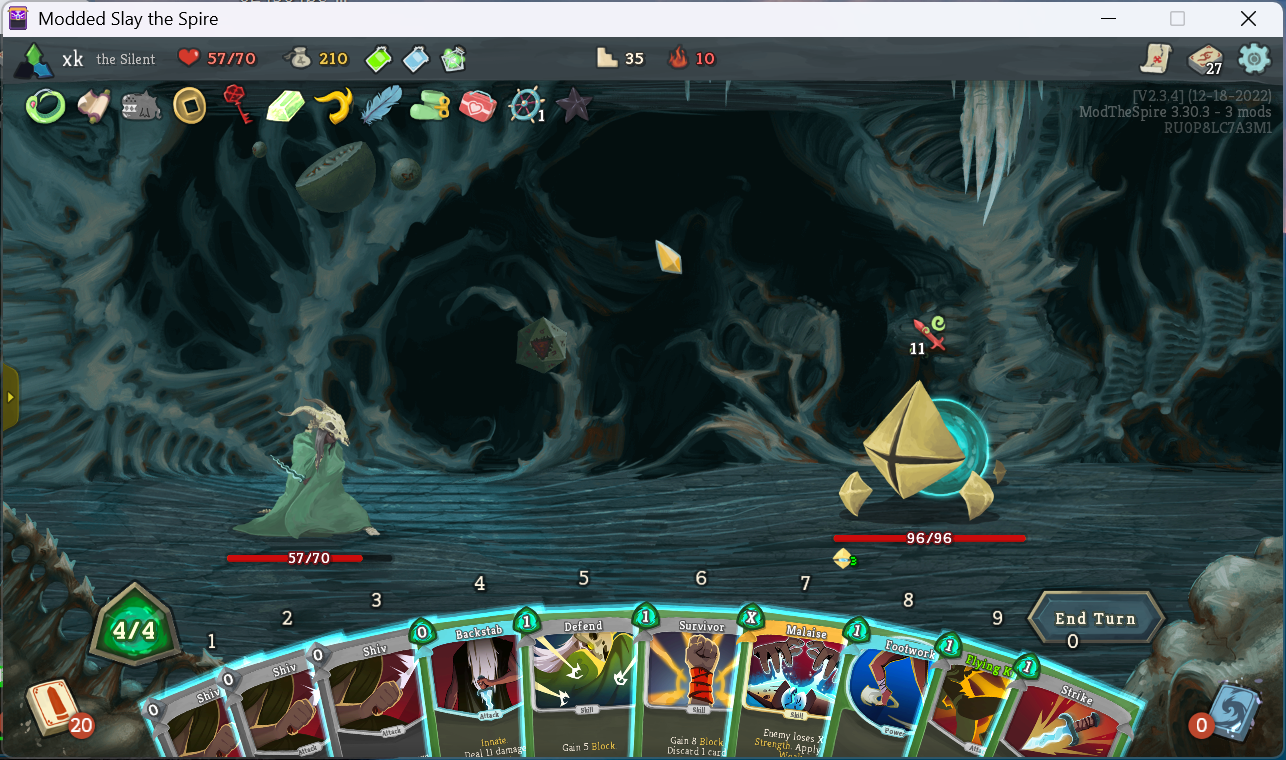 Modded Slay the Spire
xk the Silent 57/70 210 35 10 27
1
[V2.3.4] (12-18-2022)
ModTheSpire 3.30.3 - 3 mods
RU0P8LC7A3M1
11
96/96
3
57/70
4/4
1 2 3 4 5 6 7 8 9 0
End Turn
0 Shiv
0 Shiv
0 Shiv
0 Backstab
Attack
Innate.
Deal 11 damage
1 Defend
Skill
Gain 5 Block
1 Survivor
Skill
Gain 8 Block
Discard 1 card
X Malaise
Skill
Enemy loses X
Strength. Apply
1 Footwork
Power
1 Flying K
1 Strike
20
0